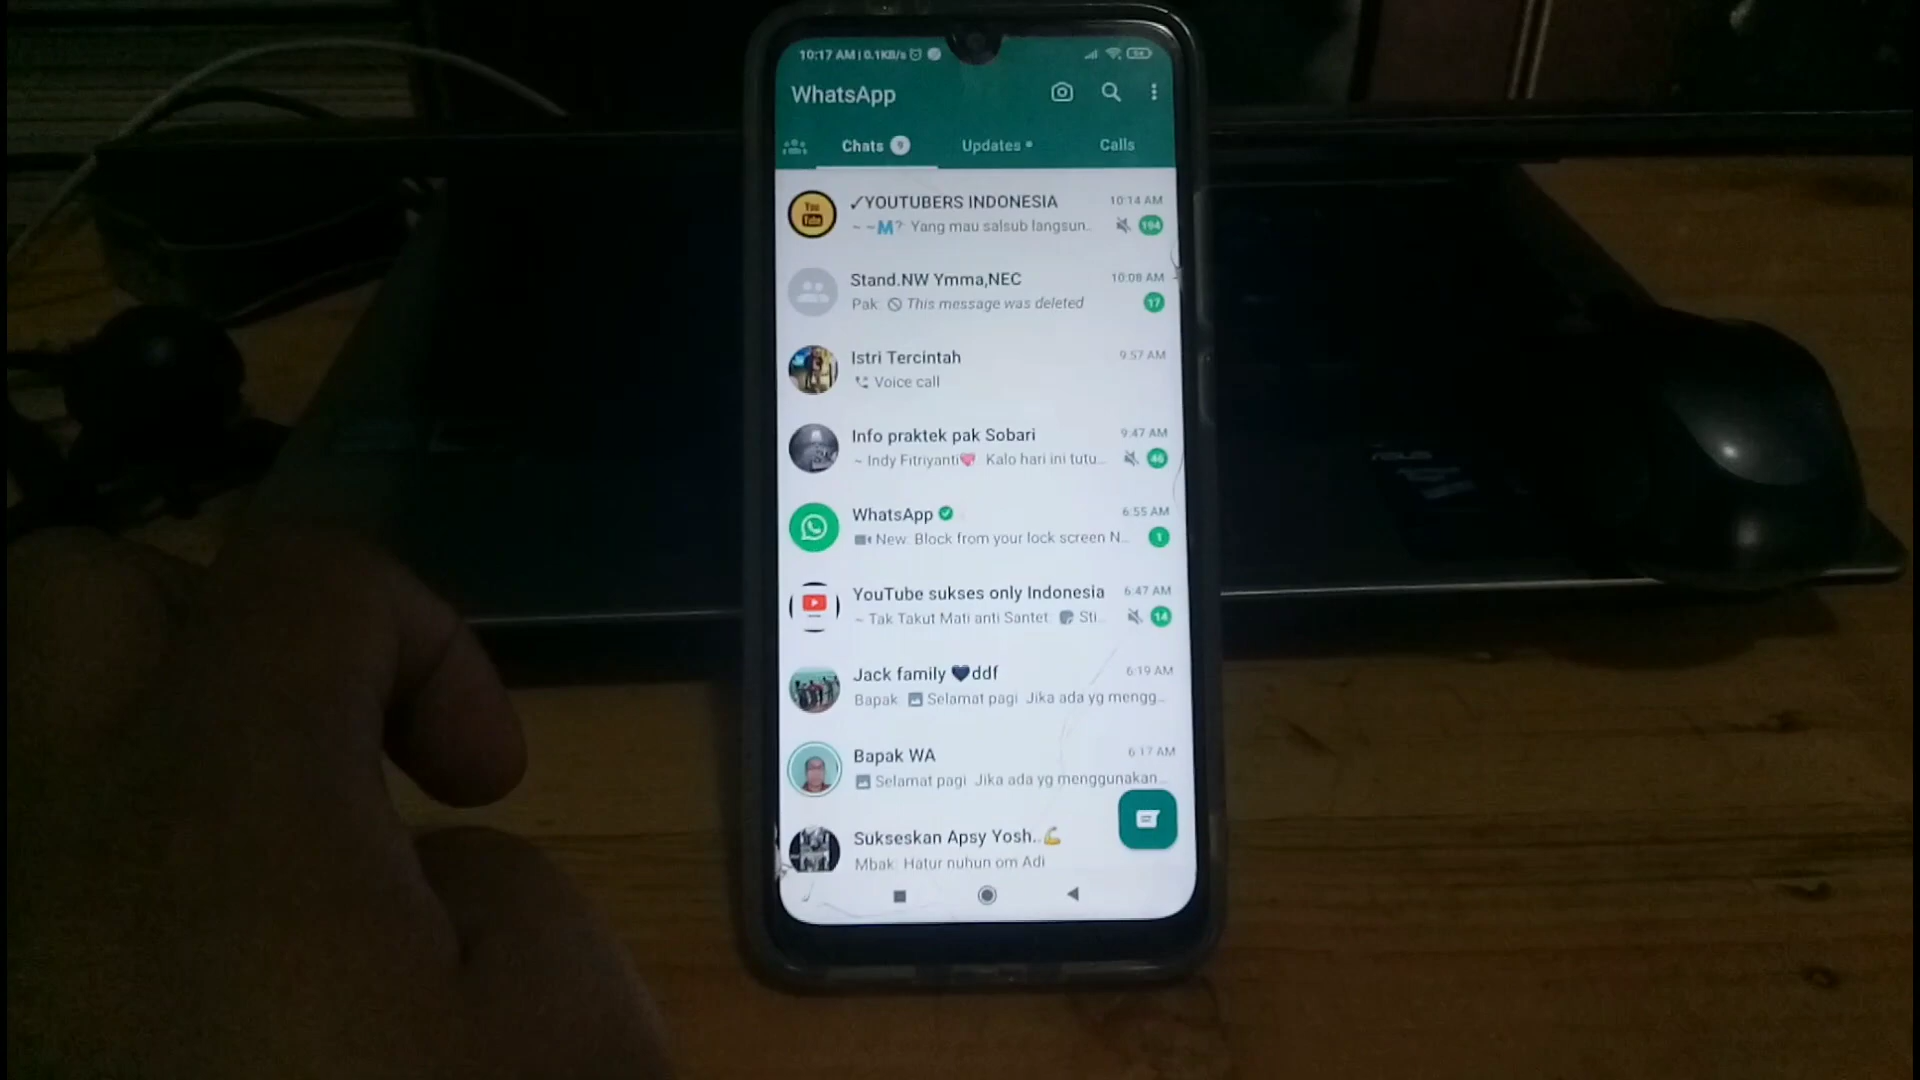 10:17 AM | 0.1KB/s
WhatsApp
Chats 9
Updates
Calls
You
Tube
✓YOUTUBERS INDONESIA 10:14 AM
~ ~M? Yang mau salsub langsun.. 194
Stand.NW Ymma,NEC 10:08 AM
Pak: This message was deleted 17
Istri Tercintah 9:57 AM
Voice call
Info praktek pak Sobari 9:47 AM
~ Indy Fitriyanti💖 Kalo hari ini tutu... 46
WhatsApp 6:55 AM
New: Block from your lock screen N... 1
YouTube sukses only Indonesia 6:47 AM
~ Tak Takut Mati anti Santet: Sti... 14
Jack family 🖤ddf 6:19 AM
Bapak: Selamat pagi Jika ada yg mengg...
Bapak WA 6:17 AM
Selamat pagi Jika ada yg menggunakan...
Sukseskan Apsy Yosh..💪
Mbak: Hatur nuhun om Adi
ASUS